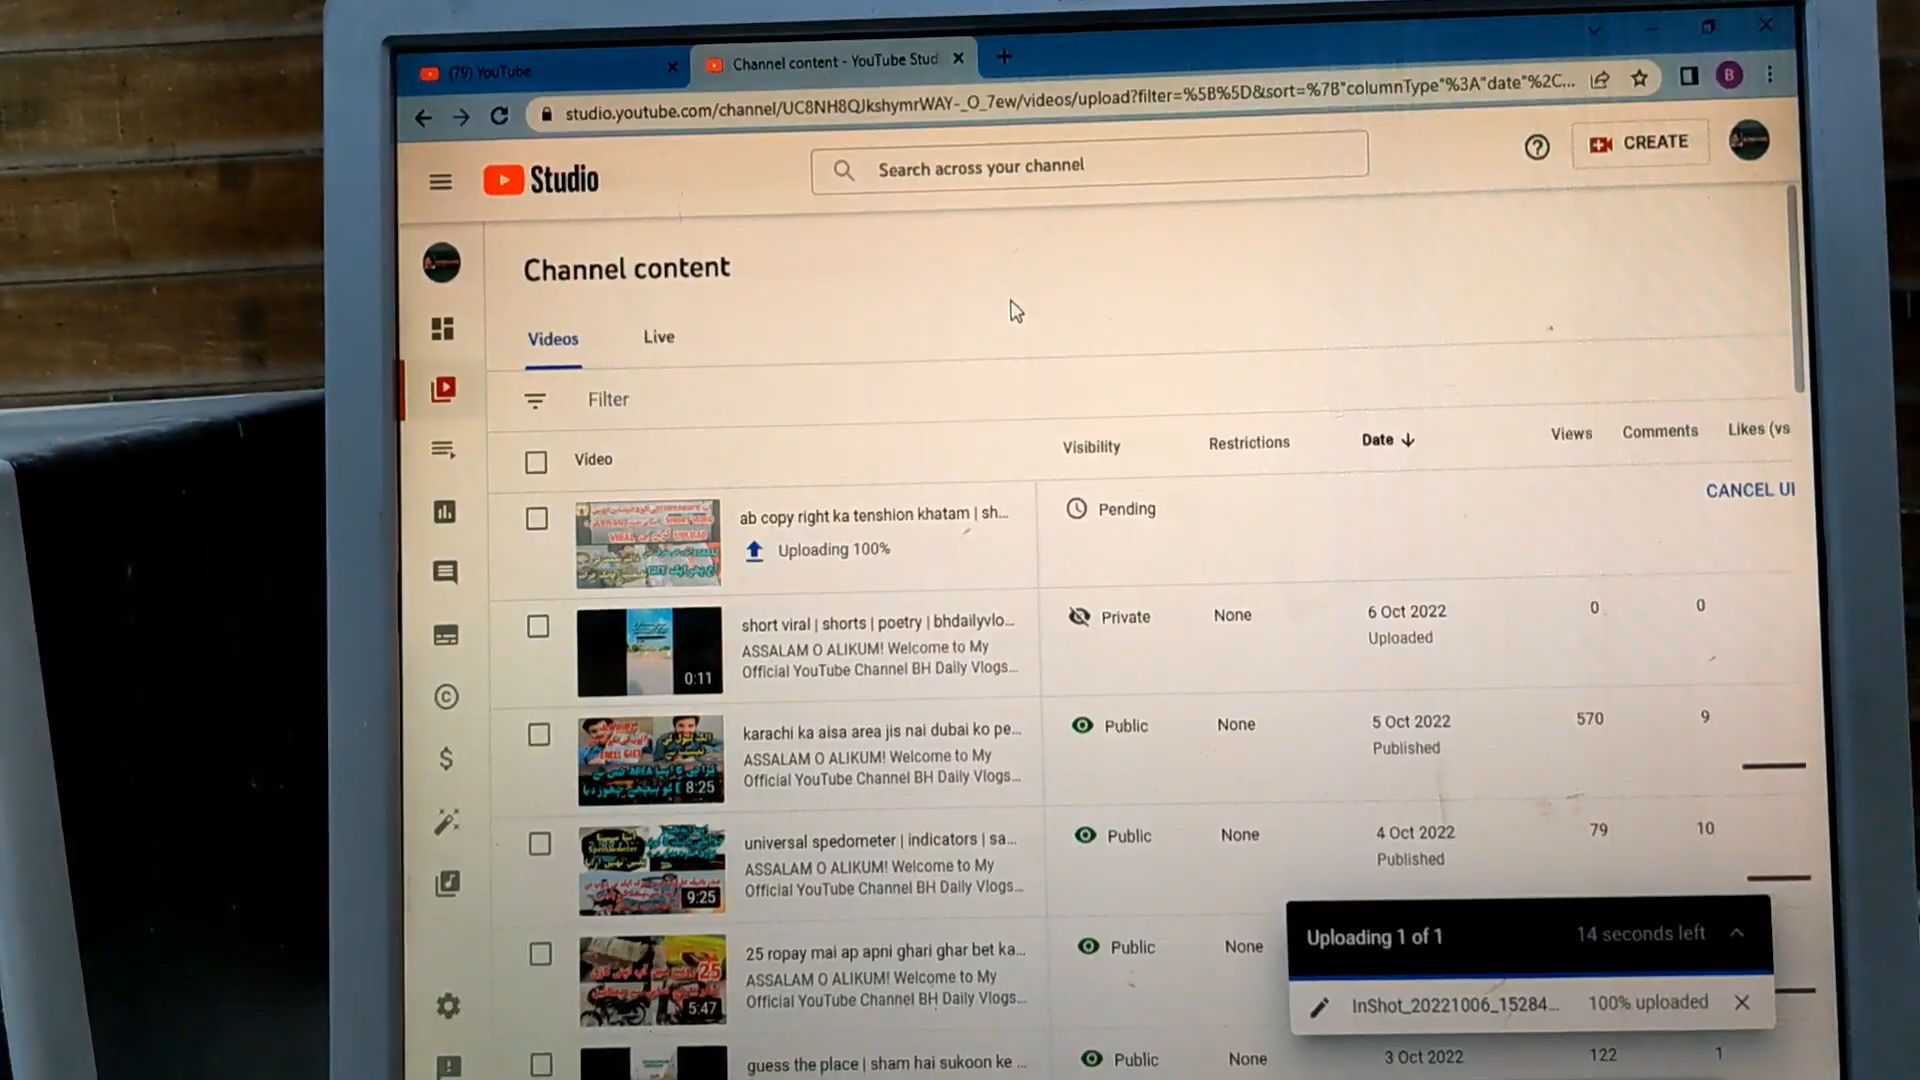 (79) YouTube
Channel content - YouTube Stud
studio.youtube.com/channel/UC8NH8QJkshymrWAY-_O_7ew/videos/upload?filter=%5B%5D&sort=%7B"columnType"%3A"date"%2C...
B
Studio
Search across your channel
CREATE
Channel content
Videos Live
Filter
Video Visibility Restrictions Date Views Comments Likes (vs
ab copy right ka tenshion khatam | sh... Pending CANCEL UI
Uploading 100%
short viral | shorts | poetry | bhdailyvlo... Private None 6 Oct 2022 0 0
ASSALAM O ALIKUM! Welcome to My Uploaded
Official YouTube Channel BH Daily Vlogs...
0:11
karachi ka aisa area jis nai dubai ko pe... Public None 5 Oct 2022 570 9
ASSALAM O ALIKUM! Welcome to My Published
Official YouTube Channel BH Daily Vlogs...
8:25
universal spedometer | indicators | sa... Public None 4 Oct 2022 79 10
ASSALAM O ALIKUM! Welcome to My Published
Official YouTube Channel BH Daily Vlogs...
9:25
25 ropay mai ap apni ghari ghar bet ka... Public None
ASSALAM O ALIKUM! Welcome to My
Official YouTube Channel BH Daily Vlogs...
25
5:47
guess the place | sham hai sukoon ke ... Public None 3 Oct 2022 122 1
Uploading 1 of 1 14 seconds left
InShot_20221006_15284... 100% uploaded